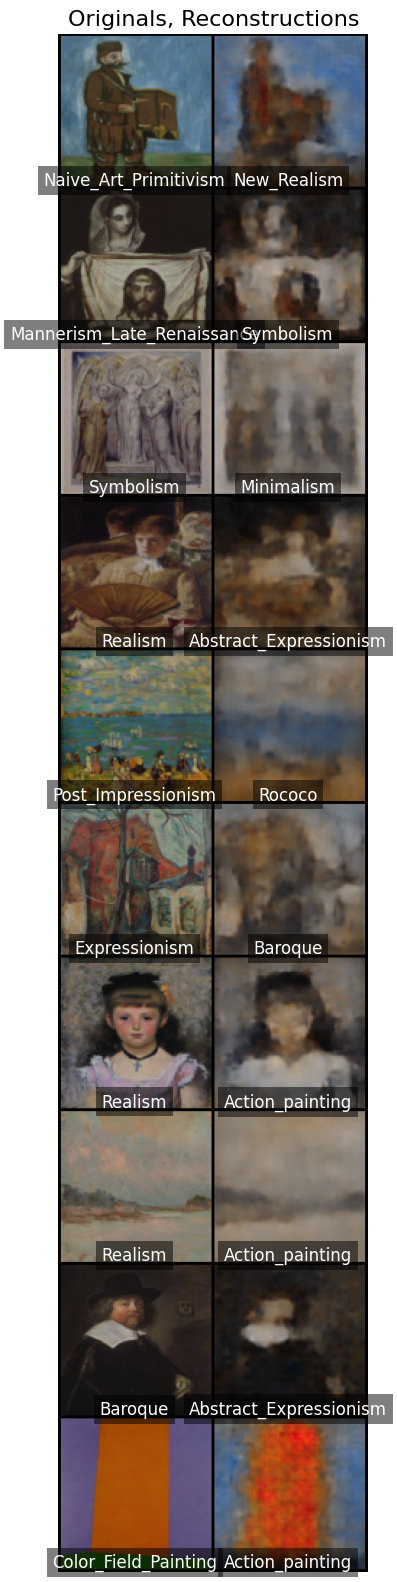 Originals, Reconstructions
Naive_Art_Primitivism New_Realism
Mannerism_Late_Renaissance Symbolism
Symbolism Minimalism
Realism Abstract_Expressionism
Post_Impressionism Rococo
Expressionism Baroque
Realism Action_painting
Realism Action_painting
Baroque Abstract_Expressionism
Color_Field_Painting Action_painting